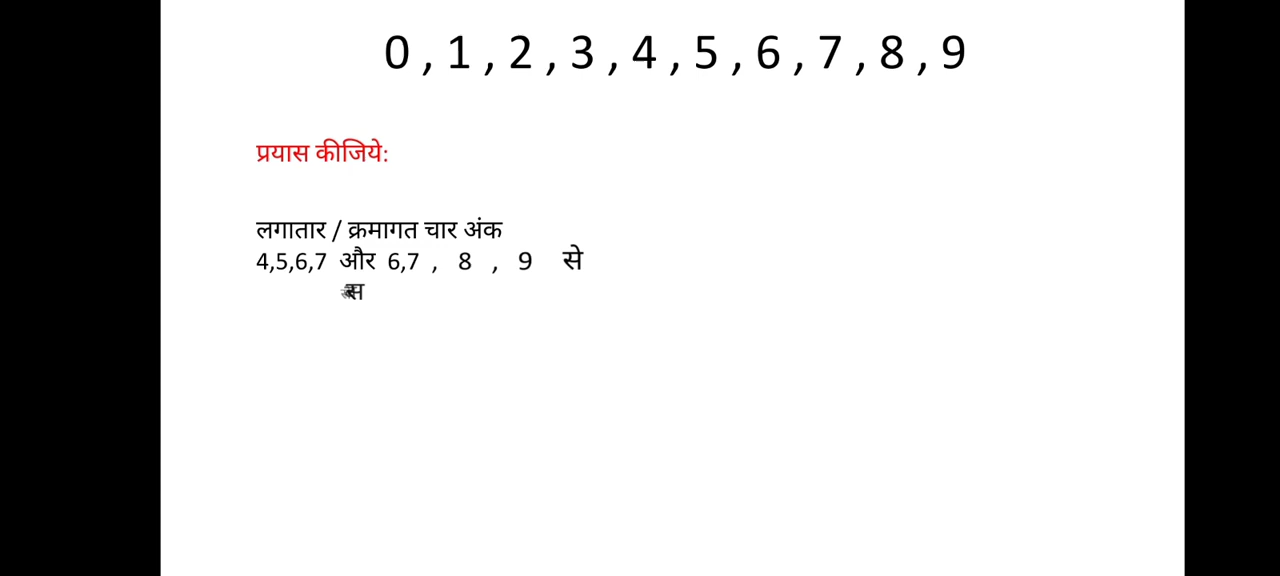 0 , 1 , 2 , 3 , 4 , 5 , 6 , 7 , 8 , 9
प्रयास कीजिये:
लगातार / क्रमागत चार अंक
4,5,6,7 और 6,7 , 8 , 9 से